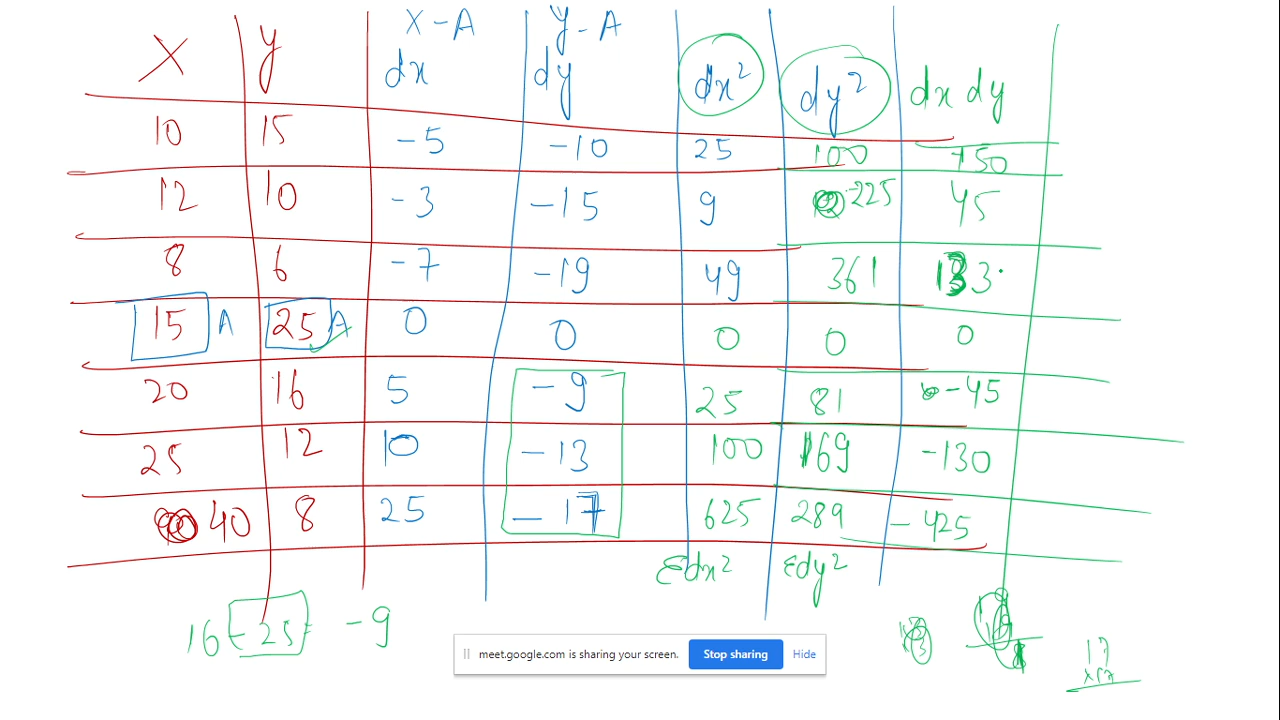 X y X-A dx y-A dy dx² dy² dx dy
10 15 -5 -10 25 100 +50
12 10 -3 -15 9 225 45
8 6 -7 -19 49 361 133
15 A 25 A 0 0 0 0 0
20 16 5 -9 25 81 -45
25 12 10 -13 100 169 -130
40 8 25 -17 625 289 -425
Σdx² Σdy²
16-25= -9
meet.google.com is sharing your screen. Stop sharing Hide
17
x17